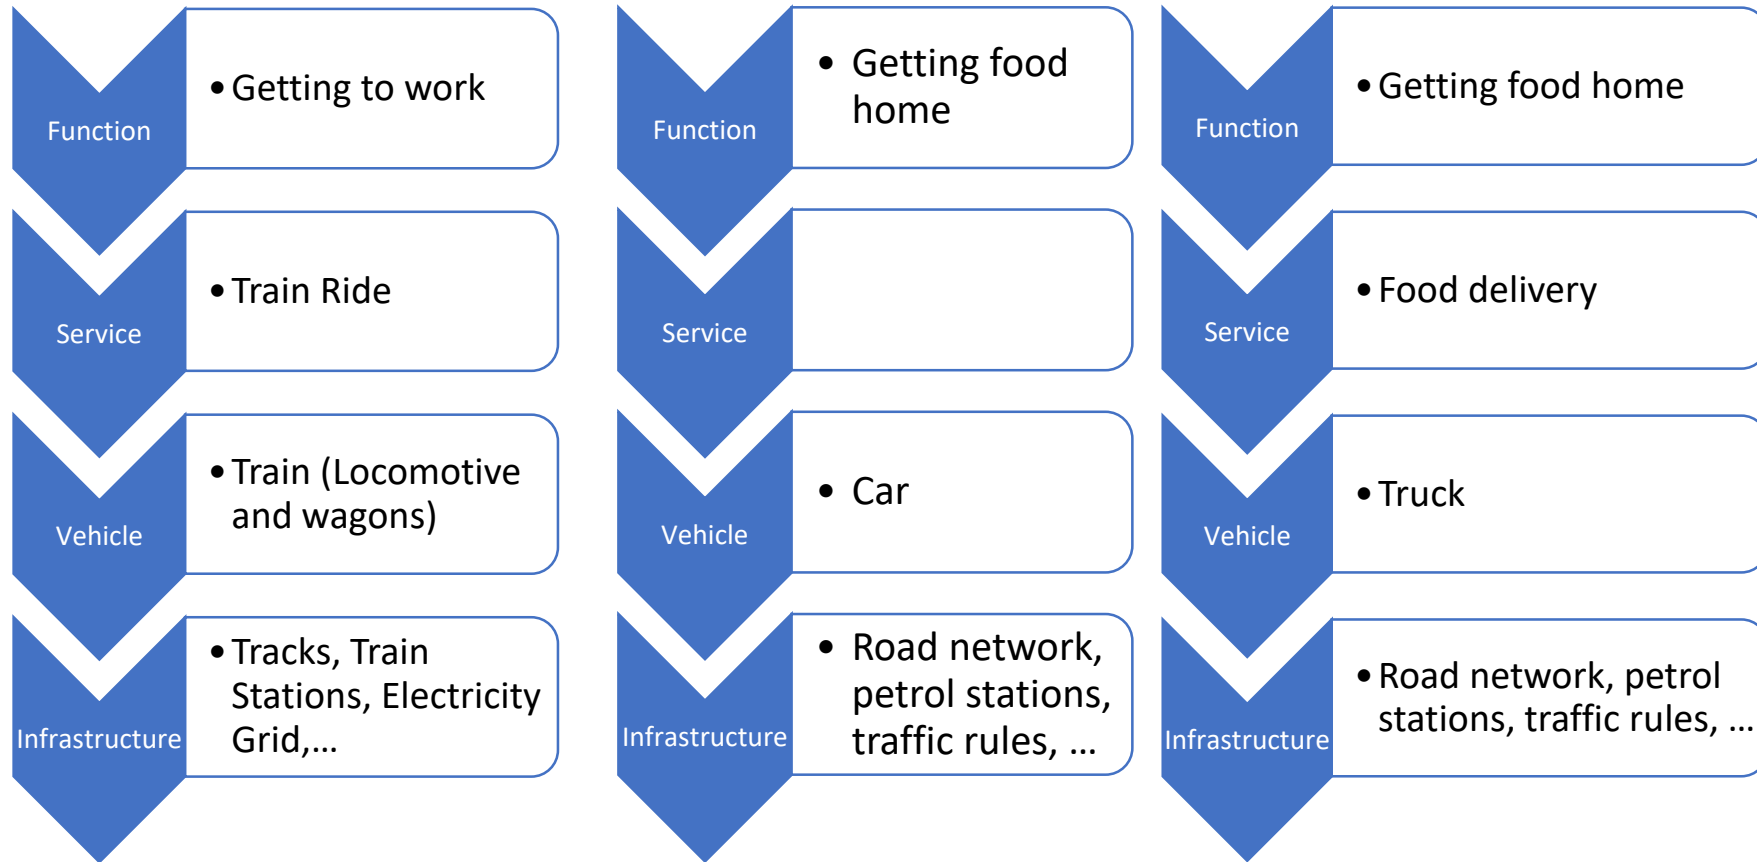 Function
• Getting to work
Service
• Train Ride
Vehicle
• Train (Locomotive
and wagons)
Infrastructure
• Tracks, Train
Stations, Electricity
Grid,...
Function
• Getting food
home
Service
Vehicle
• Car
Infrastructure
• Road network,
petrol stations,
traffic rules, ...
Function
• Getting food home
Service
• Food delivery
Vehicle
• Truck
Infrastructure
• Road network, petrol
stations, traffic rules, ...